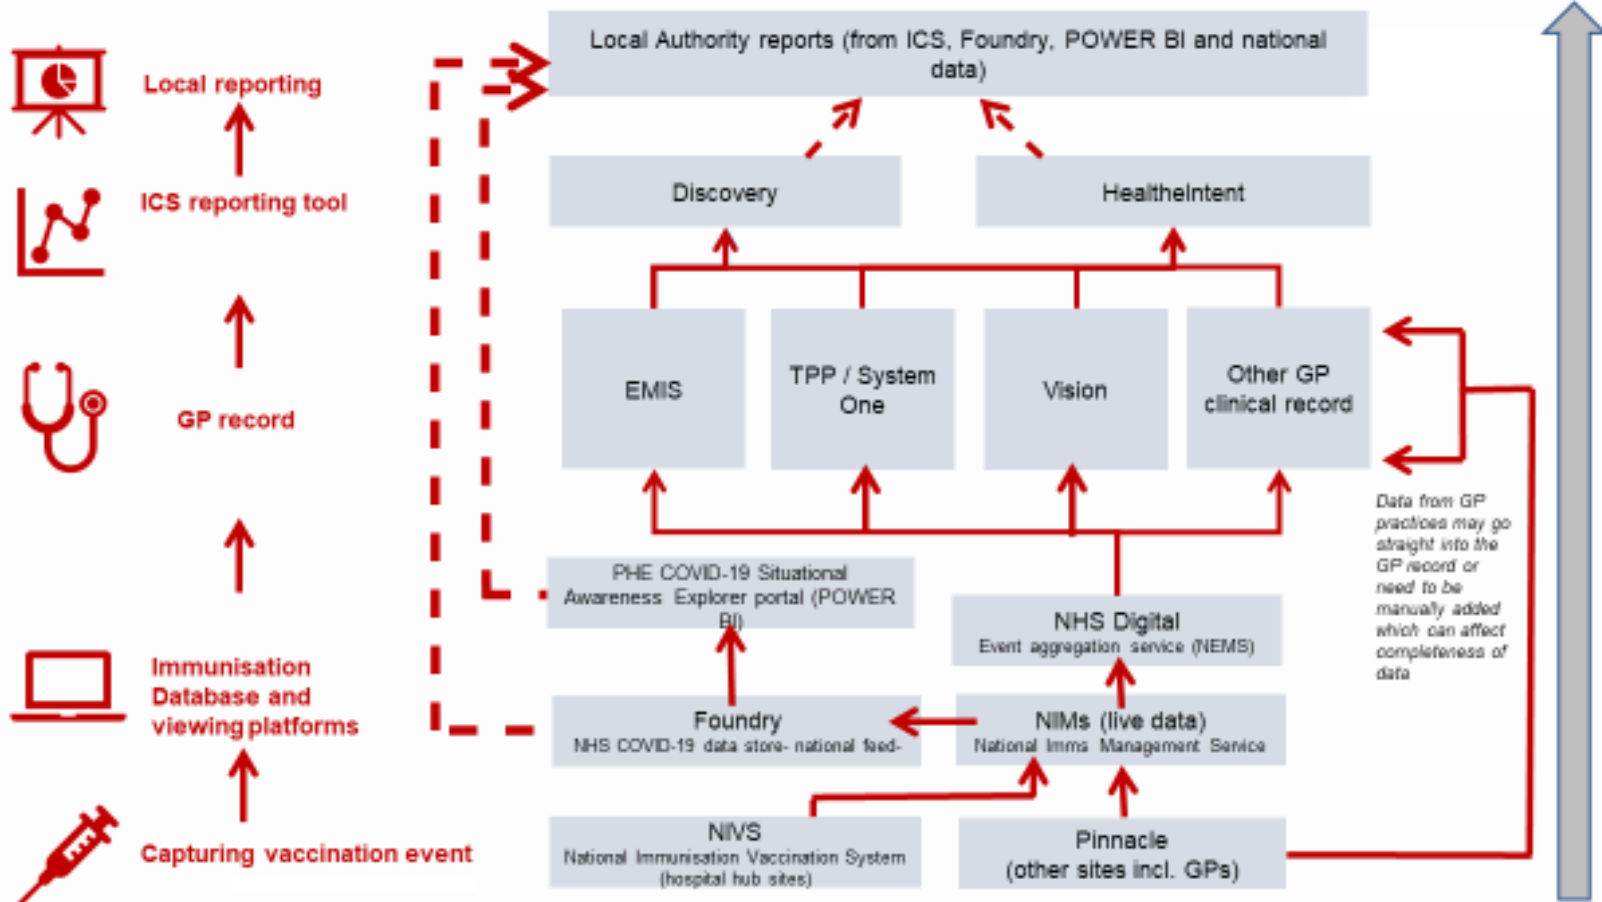 Local Authority reports (from ICS, Foundry, POWER BI and national
data)
Local reporting
ICS reporting tool
Discovery
HealtheIntent
GP record
EMIS
TPP / System
One
Vision
Other GP
clinical record
Data from GP
practices may go
straight into the
GP record or
need to be
manually added
which can affect
completeness of
data
PHE COVID-19 Situational
Awareness Explorer portal (POWER
BI)
NHS Digital
Event aggregation service (NEMS)
Immunisation
Database and
viewing platforms
Foundry
NHS COVID-19 data store- national feed-
NIMs (live data)
National Imms Management Service
Capturing vaccination event
NIVS
National Immunisation Vaccination System
(hospital hub sites)
Pinnacle
(other sites incl. GPs)